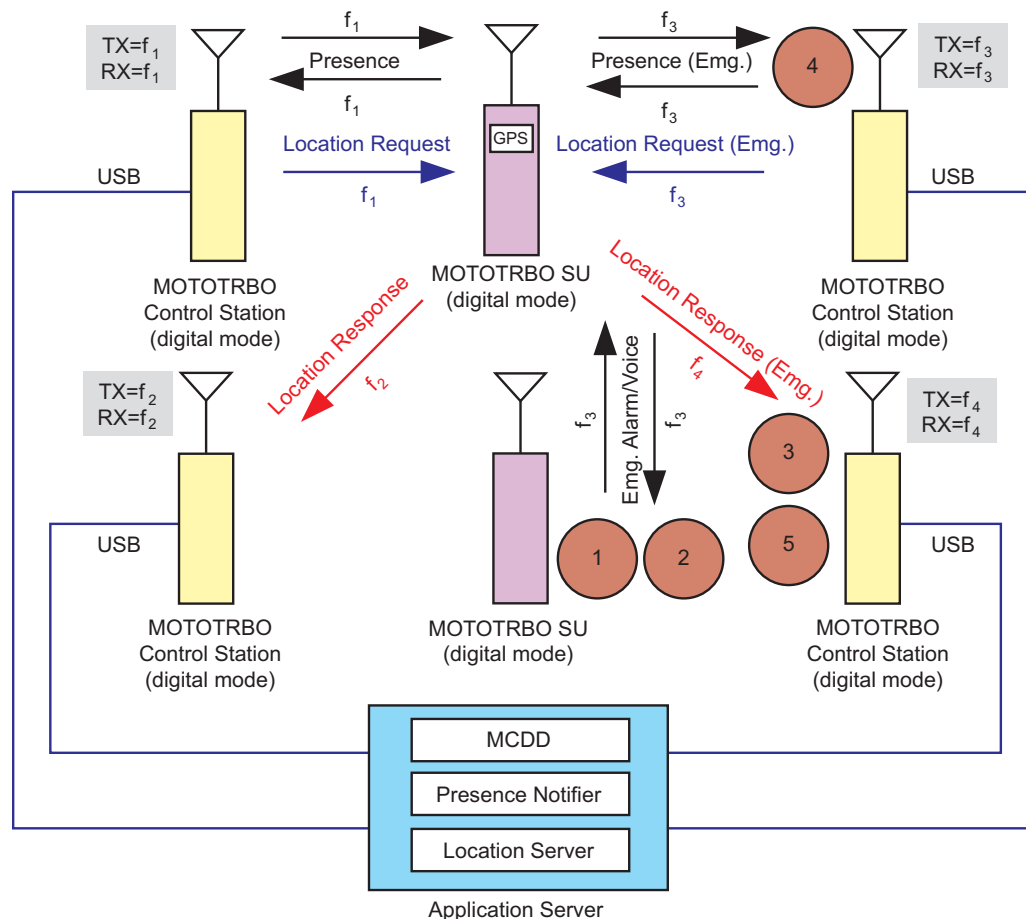 TX=f1
RX=f1
f1
Presence
f1
f3
Presence (Emg.)
f3
4
TX=f3
RX=f3
GPS
Location Request
f1
Location Request (Emg.)
f3
USB
USB
MOTOTRBO
Control Station
(digital mode)
MOTOTRBO SU
(digital mode)
MOTOTRBO
Control Station
(digital mode)
Location Response
f2
Location Response (Emg.)
f4
TX=f2
RX=f2
f3
Emg. Alarm/Voice
f3
TX=f4
RX=f4
3
USB
1
2
5
USB
MOTOTRBO
Control Station
(digital mode)
MOTOTRBO SU
(digital mode)
MOTOTRBO
Control Station
(digital mode)
MCDD
Presence Notifier
Location Server
Application Server